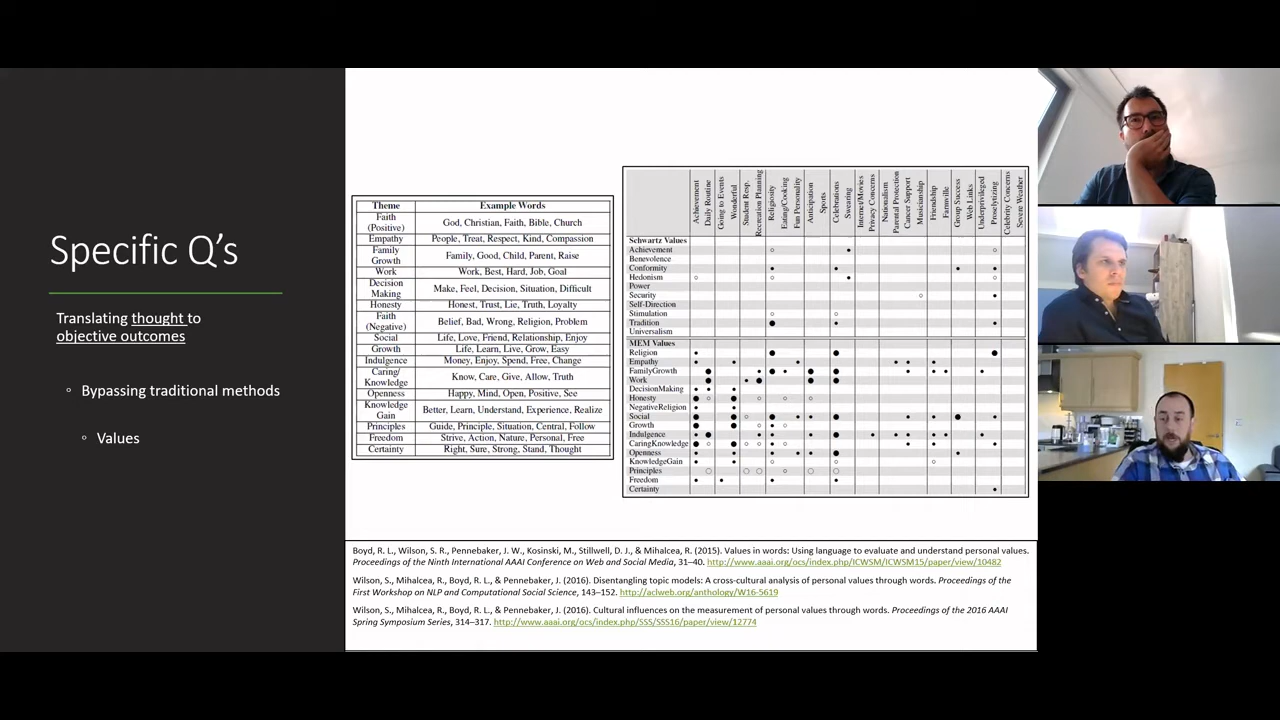 Specific Q's
Translating thought to
objective outcomes
Bypassing traditional methods
Values
Theme Example Words
Faith (Positive) God, Christian, Faith, Bible, Church
Empathy People, Treat, Respect, Kind, Compassion
Family Growth Family, Good, Child, Parent, Raise
Work Work, Best, Hard, Job, Goal
Decision Making Make, Feel, Decision, Situation, Difficult
Honesty Honest, Trust, Lie, Truth, Loyalty
Faith (Negative) Belief, Bad, Wrong, Religion, Problem
Social Life, Love, Friend, Relationship, Enjoy
Growth Life, Learn, Live, Grow, Easy
Indulgence Money, Enjoy, Spend, Free, Change
Caring/ Knowledge Know, Care, Give, Allow, Truth
Openness Happy, Mind, Open, Positive, See
Knowledge Gain Better, Learn, Understand, Experience, Realize
Principles Guide, Principle, Situation, Central, Follow
Freedom Strive, Action, Nature, Personal, Free
Certainty Right, Sure, Strong, Stand, Thought
Achievement
Daily Routine
Going to Events
Wonderful
Student Resp.
Recreation Planning
Religiosity
Eating/Cooking
Fun Personality
Anticipation
Sports
Celebrations
Swearing
Internet/Movies
Privacy Concerns
Nationalism
Parental Protection
Cancer Support
Musicianship
Friendship
Farmville
Group Success
Web Links
Underprivileged
Proselytizing
Celebrity Concerns
Severe Weather
Schwartz Values
Achievement
Benevolence
Conformity
Hedonism
Power
Security
Self-Direction
Stimulation
Tradition
Universalism
MEM Values
Religion
Empathy
FamilyGrowth
Work
DecisionMaking
Honesty
NegativeReligion
Social
Growth
Indulgence
CaringKnowledge
Openness
KnowledgeGain
Principles
Freedom
Certainty
Boyd, R. L., Wilson, S. R., Pennebaker, J. W., Kosinski, M., Stillwell, D. J., & Mihalcea, R. (2015). Values in words: Using language to evaluate and understand personal values.
Proceedings of the Ninth International AAAI Conference on Web and Social Media, 31–40. http://www.aaai.org/ocs/index.php/ICWSM/ICWSM15/paper/view/10482
Wilson, S., Mihalcea, R., Boyd, R. L., & Pennebaker, J. (2016). Disentangling topic models: A cross-cultural analysis of personal values through words. Proceedings of the
First Workshop on NLP and Computational Social Science, 143–152. http://aclweb.org/anthology/W16-5619
Wilson, S., Mihalcea, R., Boyd, R. L., & Pennebaker, J. (2016). Cultural influences on the measurement of personal values through words. Proceedings of the 2016 AAAI
Spring Symposium Series, 314–317. http://www.aaai.org/ocs/index.php/SSS/SSS16/paper/view/12774